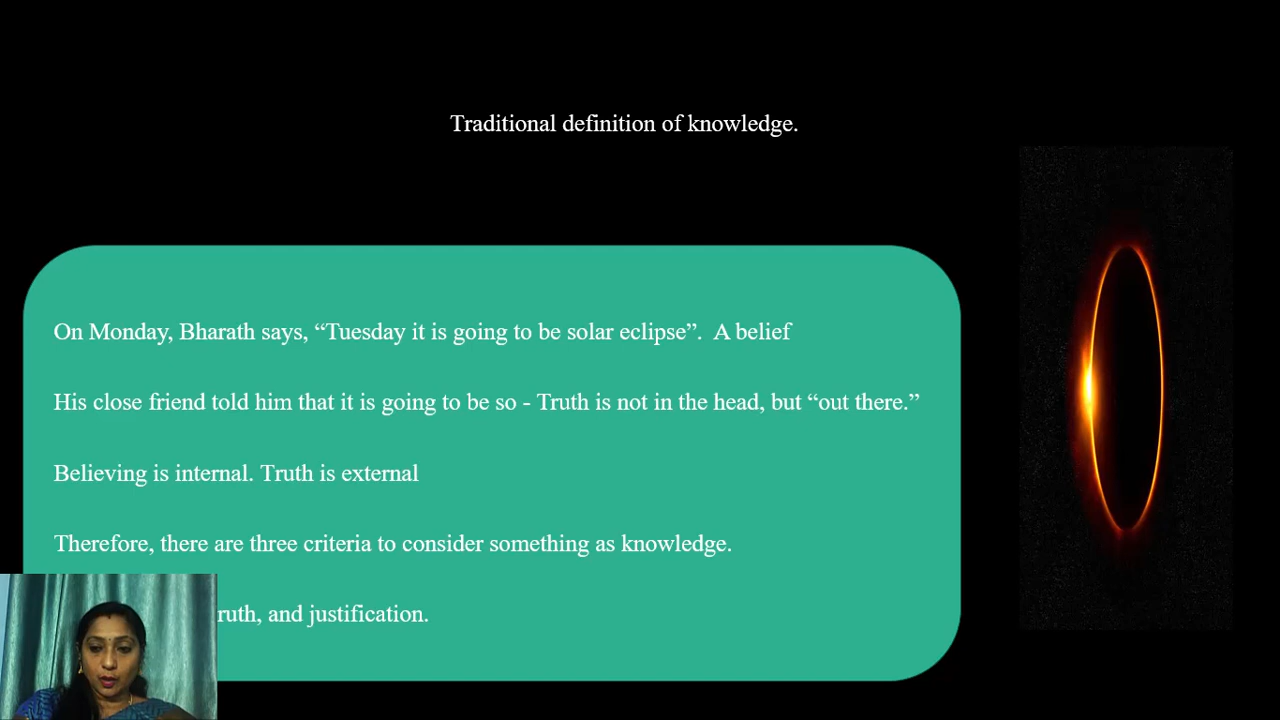 Traditional definition of knowledge.
On Monday, Bharath says, “Tuesday it is going to be solar eclipse”.  A belief
His close friend told him that it is going to be so - Truth is not in the head, but “out there.”
Believing is internal. Truth is external
Therefore, there are three criteria to consider something as knowledge.
ruth, and justification.